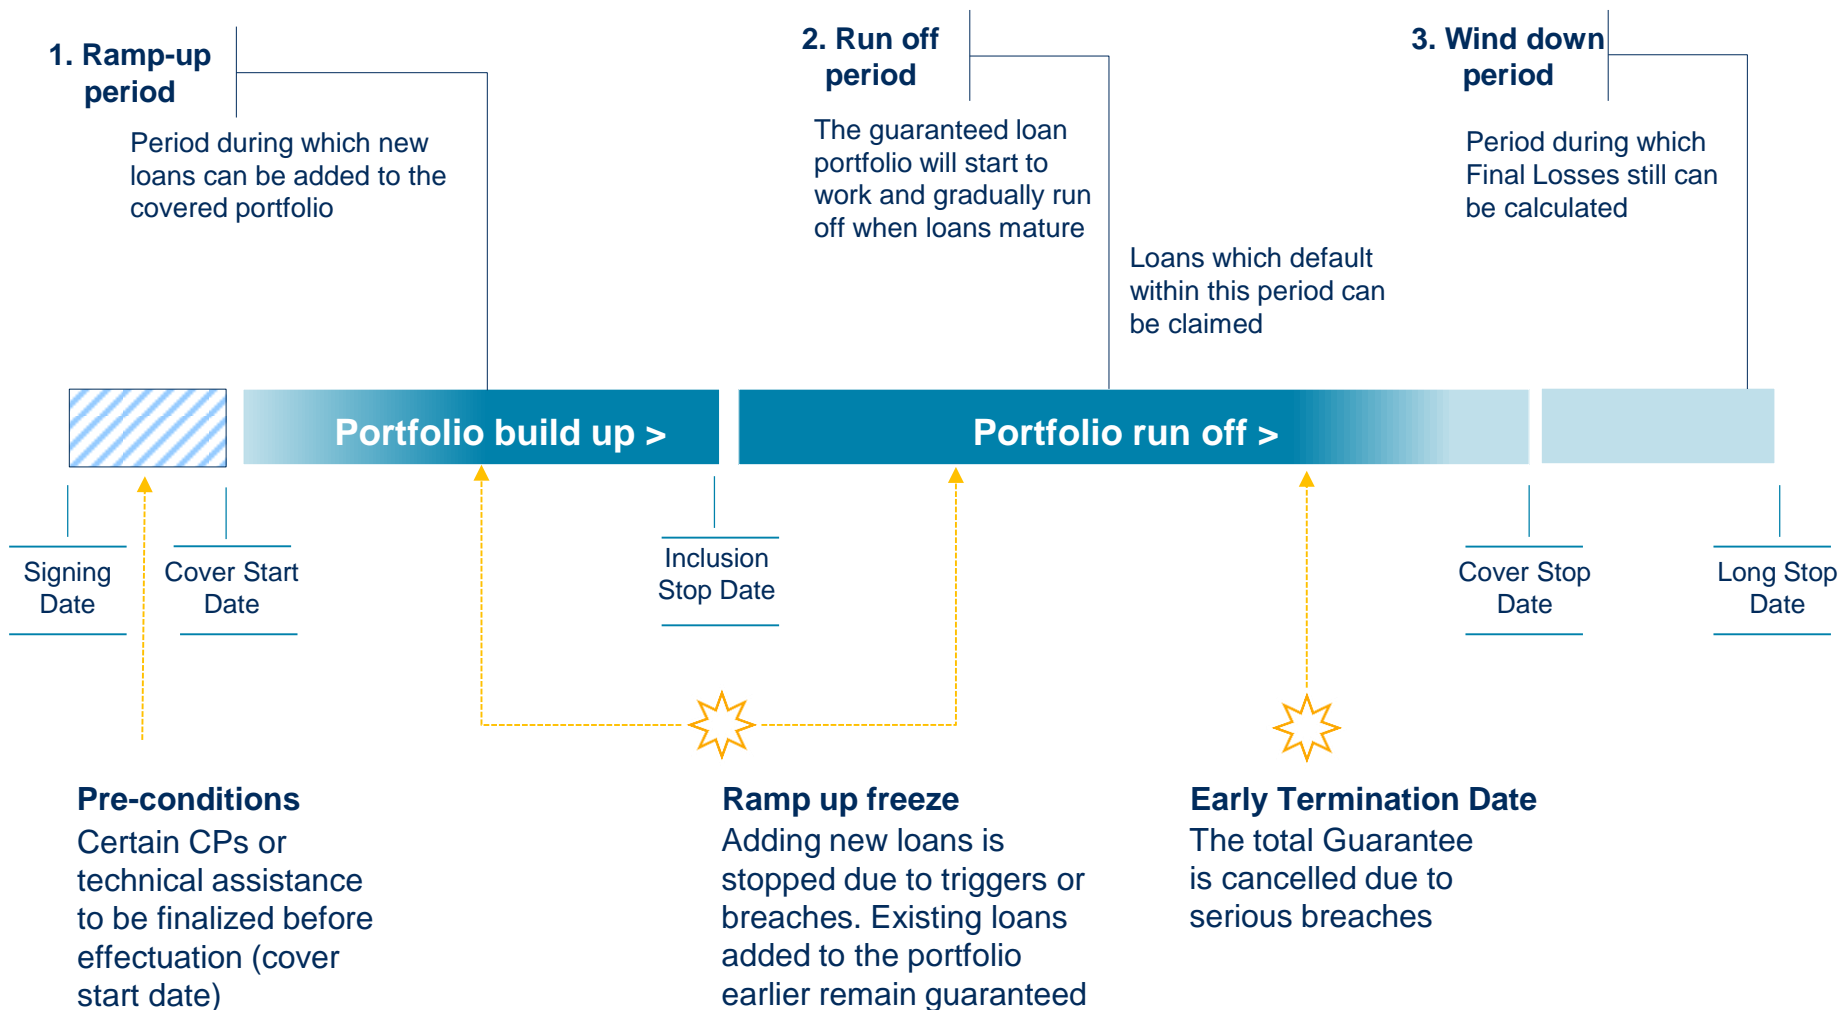 1. Ramp-up
period
Period during which new
loans can be added to the
covered portfolio
2. Run off
period
The guaranteed loan
portfolio will start to
work and gradually run
off when loans mature
Loans which default
within this period can
be claimed
3. Wind down
period
Period during which
Final Losses still can
be calculated
Portfolio build up >
Portfolio run off >
Signing
Date
Cover Start
Date
Inclusion
Stop Date
Cover Stop
Date
Long Stop
Date
Pre-conditions
Certain CPs or
technical assistance
to be finalized before
effectuation (cover
start date)
Ramp up freeze
Adding new loans is
stopped due to triggers or
breaches. Existing loans
added to the portfolio
earlier remain guaranteed
Early Termination Date
The total Guarantee
is cancelled due to
serious breaches